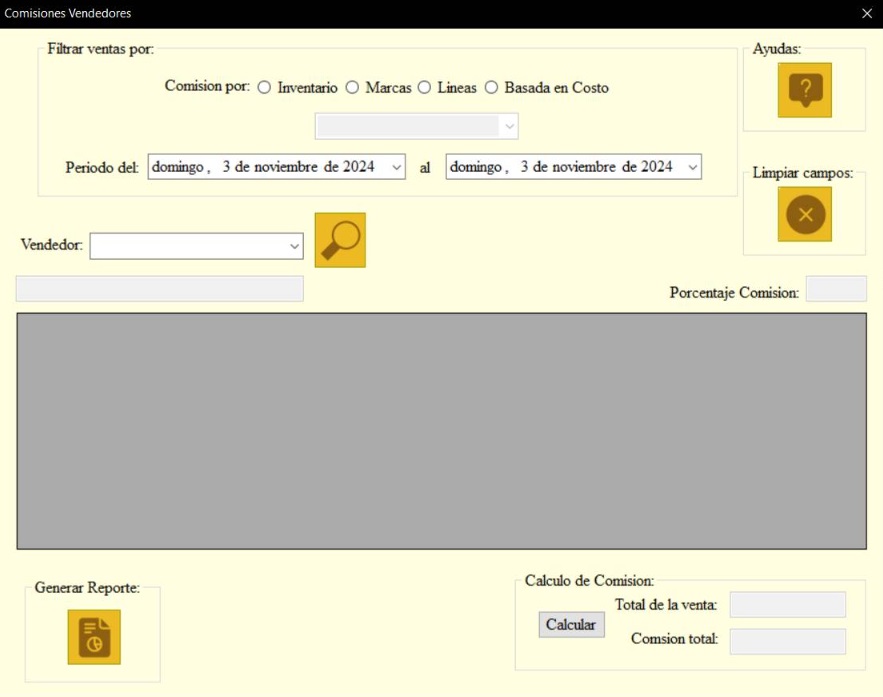 Comisiones Vendedores
Filtrar ventas por:
Comision por: Inventario Marcas Lineas Basada en Costo
Periodo del: domingo , 3 de noviembre de 2024 al domingo , 3 de noviembre de 2024
Ayudas:
?
Limpiar campos:
Vendedor:
Porcentaje Comision:
Generar Reporte:
Calculo de Comision:
Total de la venta:
Calcular
Comsion total: